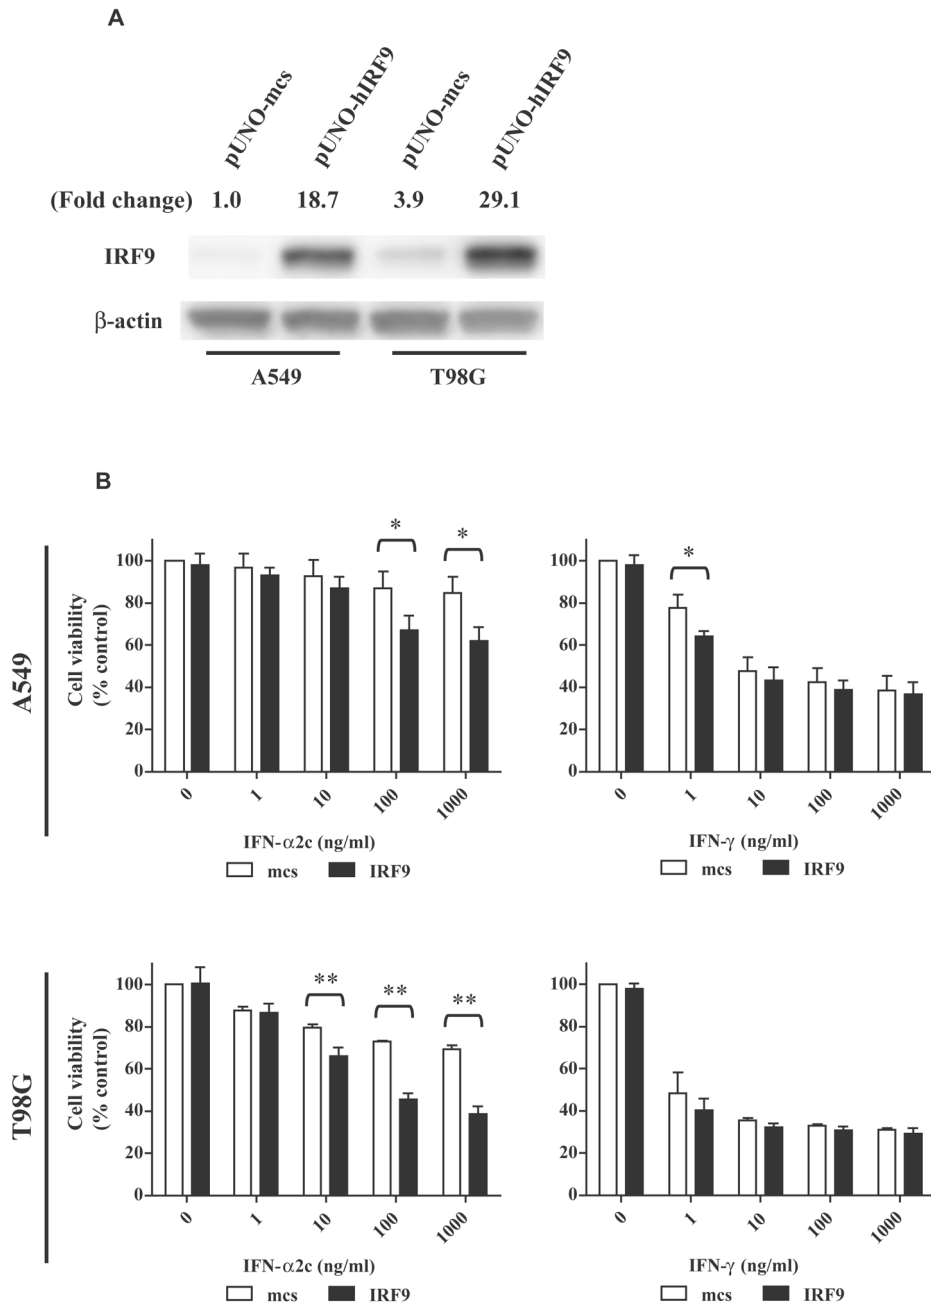 A
pUNO-mcs pUNO-hIRF9 pUNO-mcs pUNO-hIRF9
(Fold change) 1.0 18.7 3.9 29.1
IRF9
β-actin
A549 T98G
B
A549
Cell viability
(% control)
100
80
60
40
20
0
* *
0 1 10 100 1000
IFN-α2c (ng/ml)
mcs IRF9
100
80
60
40
20
0
*
0 1 10 100 1000
IFN-γ (ng/ml)
mcs IRF9
T98G
Cell viability
(% control)
100
80
60
40
20
0
** ** **
0 1 10 100 1000
IFN-α2c (ng/ml)
mcs IRF9
100
80
60
40
20
0
0 1 10 100 1000
IFN-γ (ng/ml)
mcs IRF9